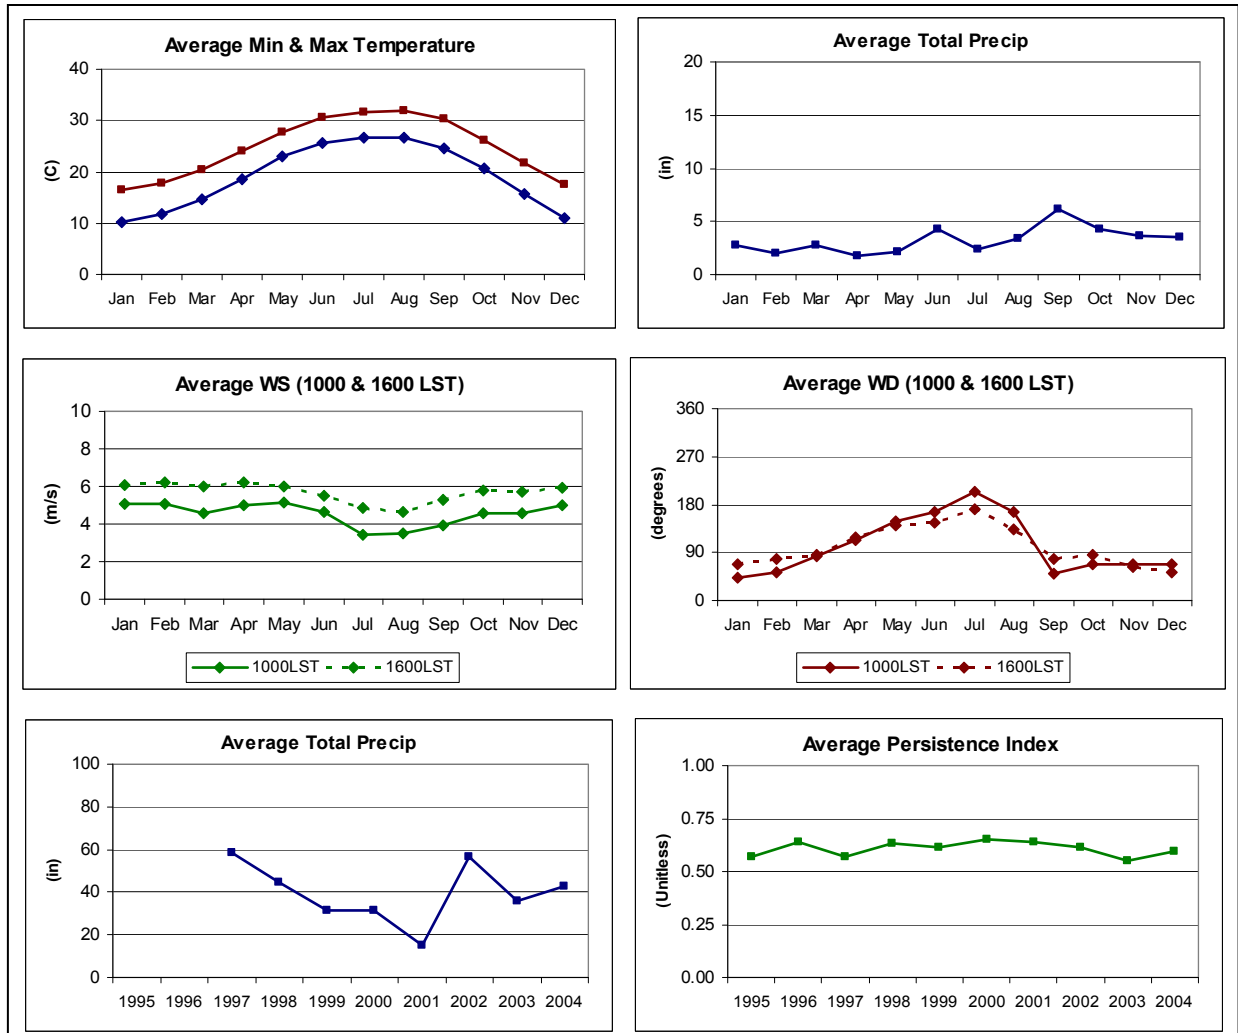 Average Min & Max Temperature
40
30
20
10
0
(C)
Jan Feb Mar Apr May Jun Jul Aug Sep Oct Nov Dec
Average Total Precip
20
15
10
5
0
(in)
Jan Feb Mar Apr May Jun Jul Aug Sep Oct Nov Dec
Average WS (1000 & 1600 LST)
10
8
6
4
2
0
(m/s)
Jan Feb Mar Apr May Jun Jul Aug Sep Oct Nov Dec
1000LST 1600LST
Average WD (1000 & 1600 LST)
360
270
180
90
0
(degrees)
Jan Feb Mar Apr May Jun Jul Aug Sep Oct Nov Dec
1000LST 1600LST
Average Total Precip
100
80
60
40
20
0
(in)
1995 1996 1997 1998 1999 2000 2001 2002 2003 2004
Average Persistence Index
1.00
0.75
0.50
0.25
0.00
(Unitless)
1995 1996 1997 1998 1999 2000 2001 2002 2003 2004